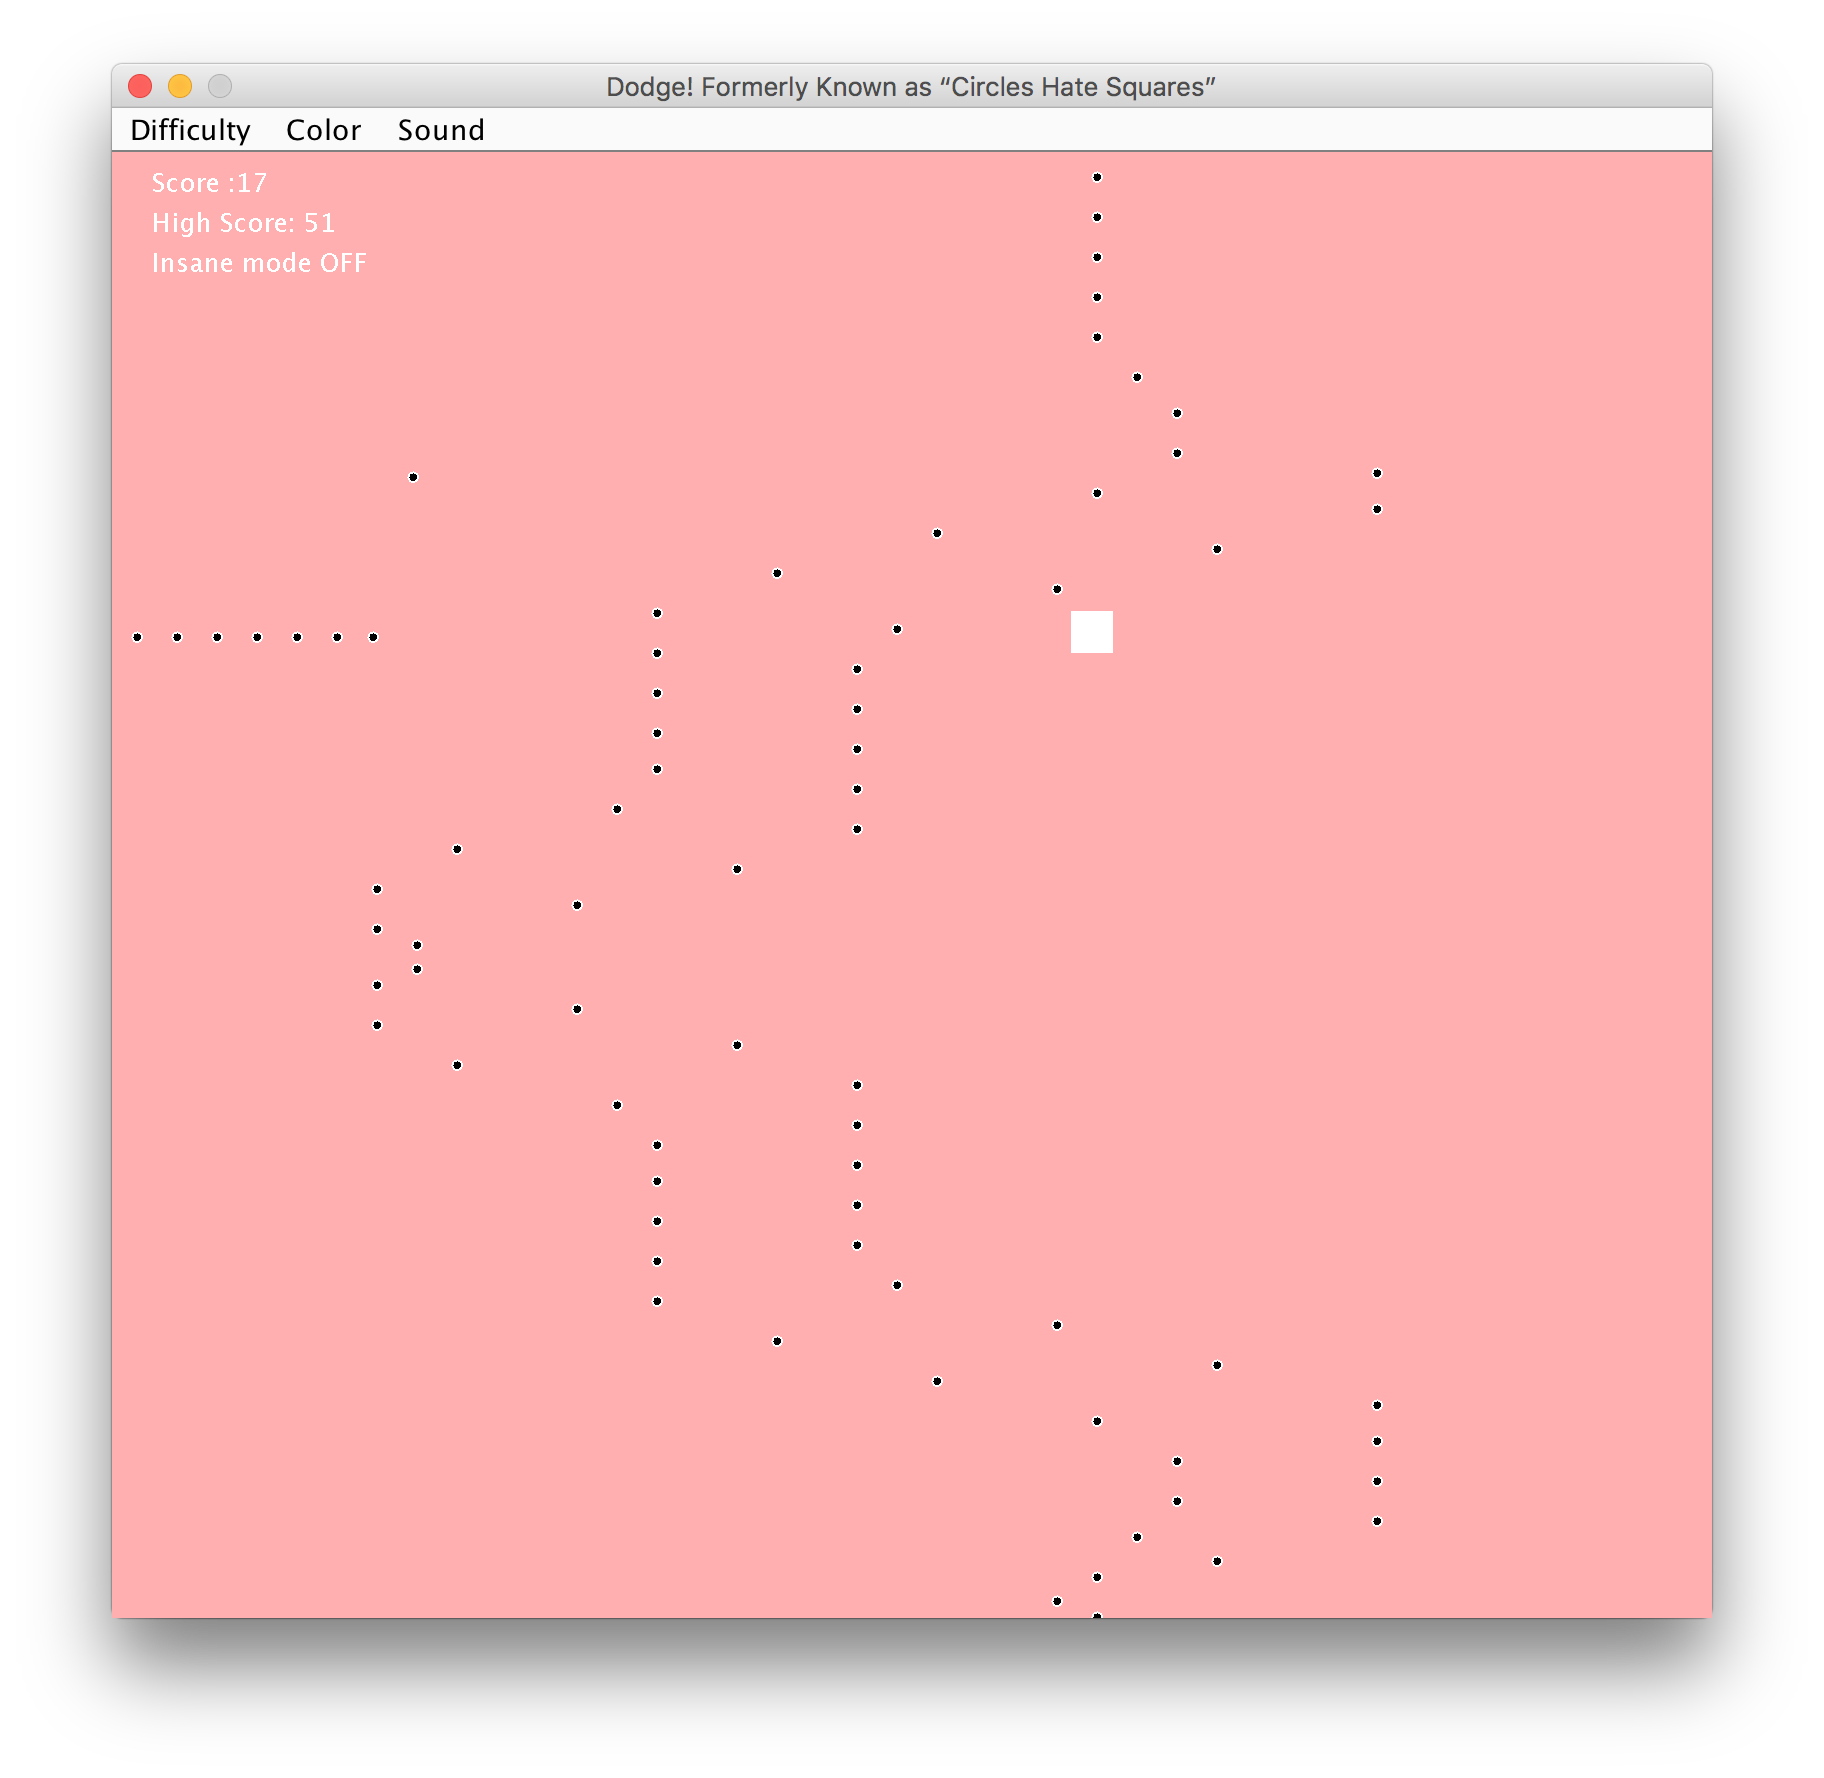 Dodge! Formerly Known as “Circles Hate Squares”
Difficulty Color Sound
Score :17
High Score: 51
Insane mode OFF